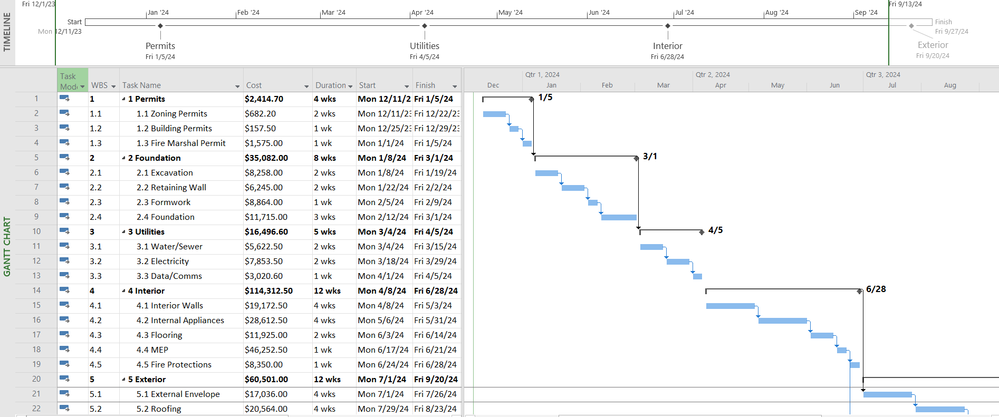 Fri 12/1/23
Fri 9/13/24
Jan '24 Feb '24 Mar '24 Apr '24 May '24 Jun '24 Jul '24 Aug '24 Sep '24
Start
Finish
Mon 12/11/23
Fri 9/27/24
Permits Utilities Interior Exterior
Fri 1/5/24 Fri 4/5/24 Fri 6/28/24 Fri 9/20/24
TIMELINE
GANTT CHART
Task Mode WBS Task Name Cost Duration Start Finish
Qtr 1, 2024 Qtr 2, 2024 Qtr 3, 2024
Dec Jan Feb Mar Apr May Jun Jul Aug
1 1 1 Permits $2,414.70 4 wks Mon 12/11/2 Fri 1/5/24 1/5
2 1.1 1.1 Zoning Permits $682.20 2 wks Mon 12/11/23 Fri 12/22/23
3 1.2 1.2 Building Permits $157.50 1 wk Mon 12/25/23 Fri 12/29/23
4 1.3 1.3 Fire Marshal Permit $1,575.00 1 wk Mon 1/1/24 Fri 1/5/24
5 2 2 Foundation $35,082.00 8 wks Mon 1/8/24 Fri 3/1/24 3/1
6 2.1 2.1 Excavation $8,258.00 2 wks Mon 1/8/24 Fri 1/19/24
7 2.2 2.2 Retaining Wall $6,245.00 2 wks Mon 1/22/24 Fri 2/2/24
8 2.3 2.3 Formwork $8,864.00 1 wk Mon 2/5/24 Fri 2/9/24
9 2.4 2.4 Foundation $11,715.00 3 wks Mon 2/12/24 Fri 3/1/24
10 3 3 Utilities $16,496.60 5 wks Mon 3/4/24 Fri 4/5/24 4/5
11 3.1 3.1 Water/Sewer $5,622.50 2 wks Mon 3/4/24 Fri 3/15/24
12 3.2 3.2 Electricity $7,853.50 2 wks Mon 3/18/24 Fri 3/29/24
13 3.3 3.3 Data/Comms $3,020.60 1 wk Mon 4/1/24 Fri 4/5/24
14 4 4 Interior $114,312.50 12 wks Mon 4/8/24 Fri 6/28/24 6/28
15 4.1 4.1 Interior Walls $19,172.50 4 wks Mon 4/8/24 Fri 5/3/24
16 4.2 4.2 Internal Appliances $28,612.50 4 wks Mon 5/6/24 Fri 5/31/24
17 4.3 4.3 Flooring $11,925.00 2 wks Mon 6/3/24 Fri 6/14/24
18 4.4 4.4 MEP $46,252.50 1 wk Mon 6/17/24 Fri 6/21/24
19 4.5 4.5 Fire Protections $8,350.00 1 wk Mon 6/24/24 Fri 6/28/24
20 5 5 Exterior $60,501.00 12 wks Mon 7/1/24 Fri 9/20/24
21 5.1 5.1 External Envelope $17,036.00 4 wks Mon 7/1/24 Fri 7/26/24
22 5.2 5.2 Roofing $20,564.00 4 wks Mon 7/29/24 Fri 8/23/24